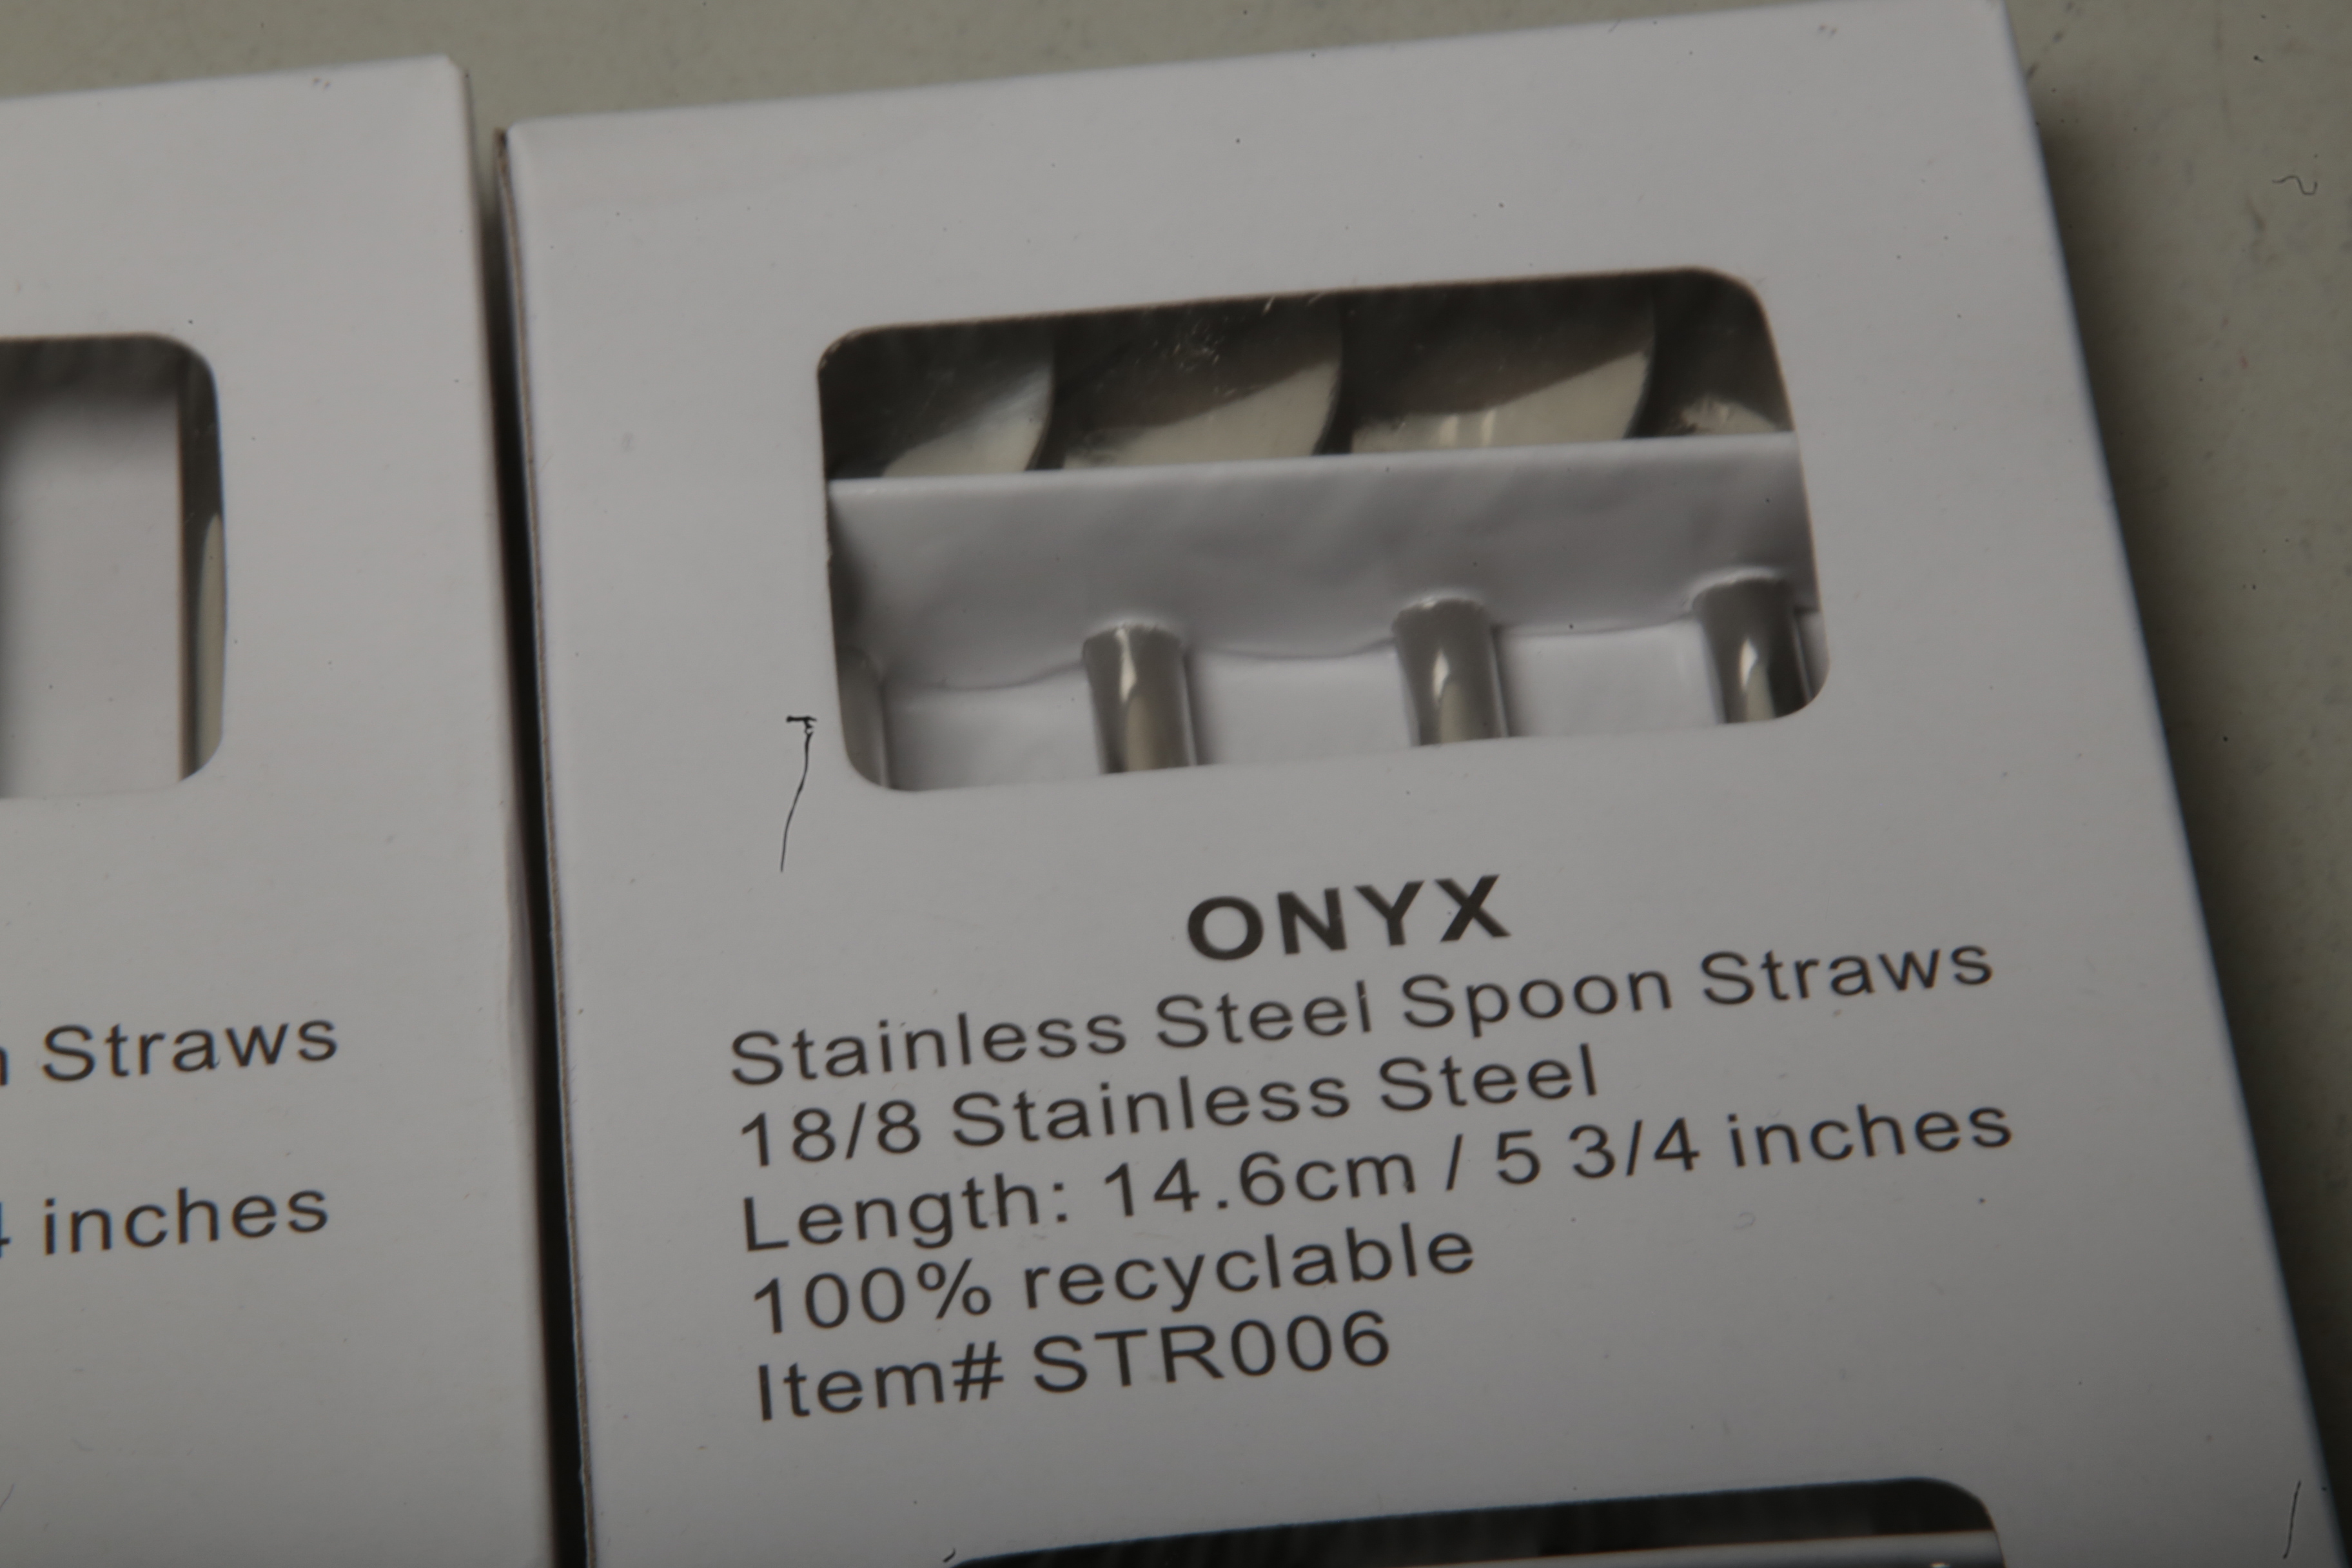 ONYX
Stainless Steel Spoon Straws
18/8 Stainless Steel
Length: 14.6cm / 5 3/4 inches
100% recyclable
Item# STR006
Straws
inches